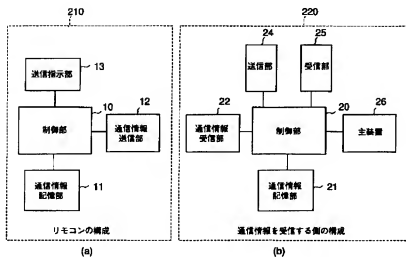 210
送信指示部
13
10
制御部
12
通信情報
送信部
通信情報
記憶部
11
リモコンの構成
(a)
220
24
送信部
25
受信部
22
通信情報
受信部
20
制御部
26
主装置
通信情報
記憶部
21
通信情報を受信する側の構成
(b)